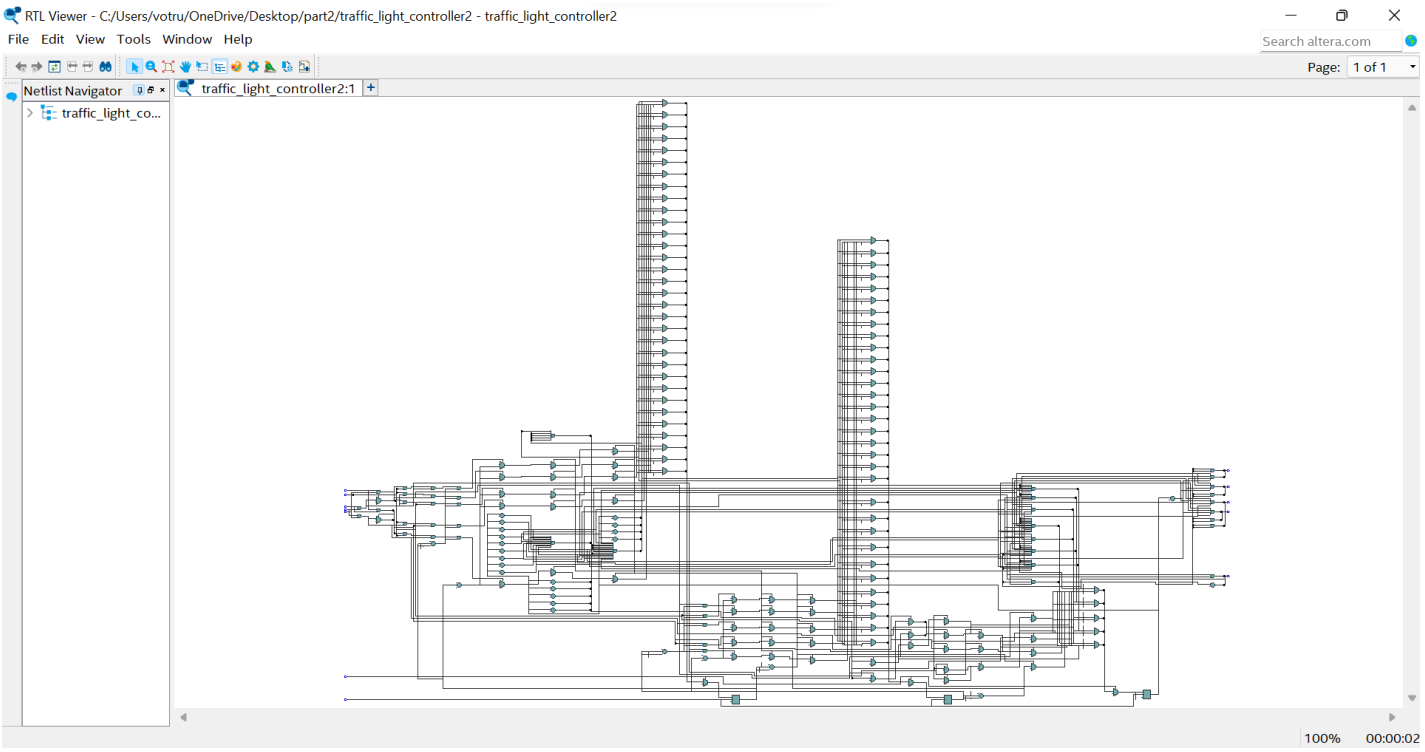 RTL Viewer - C:/Users/votru/OneDrive/Desktop/part2/traffic_light_controller2 - traffic_light_controller2
File Edit View Tools Window Help
Search altera.com
Page: 1 of 1
Netlist Navigator
traffic_light_controller2:1
traffic_light_co...
100% 00:00:02